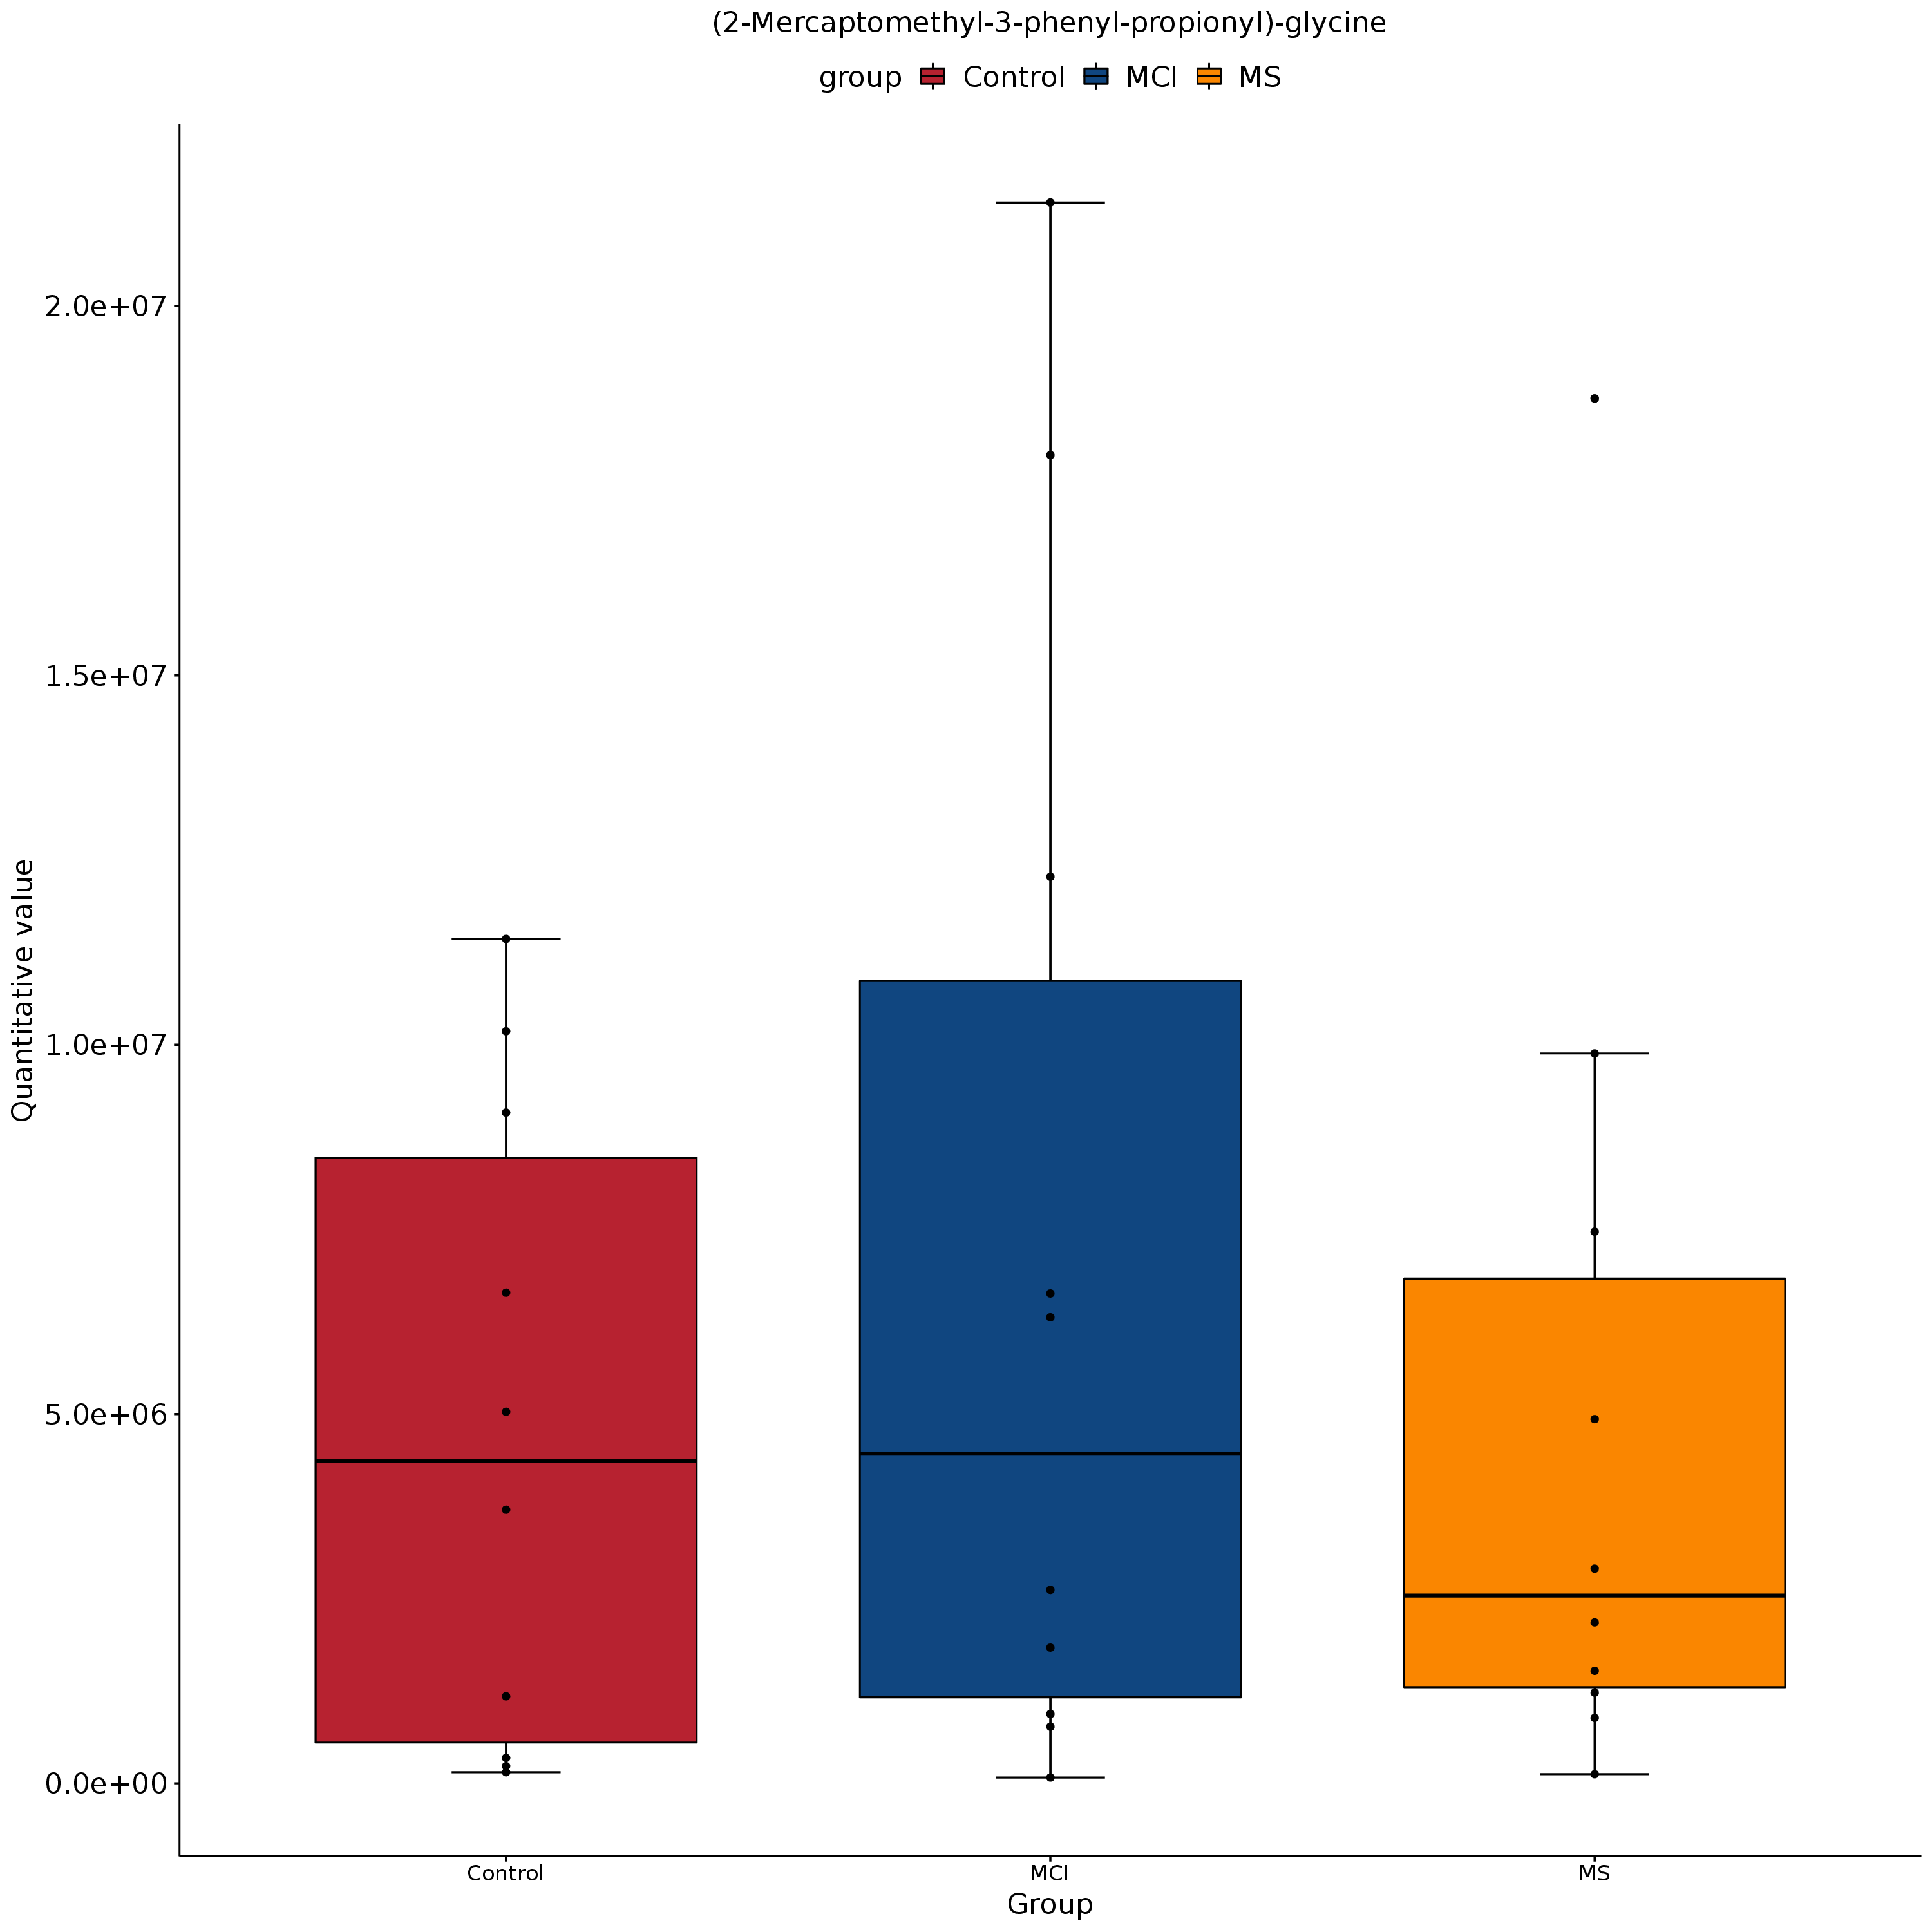 (2-Mercaptomethyl-3-phenyl-propionyl)-glycine
group Control MCI MS
Quantitative value
2.0e+07
1.5e+07
1.0e+07
5.0e+06
0.0e+00
Control MCI MS
Group